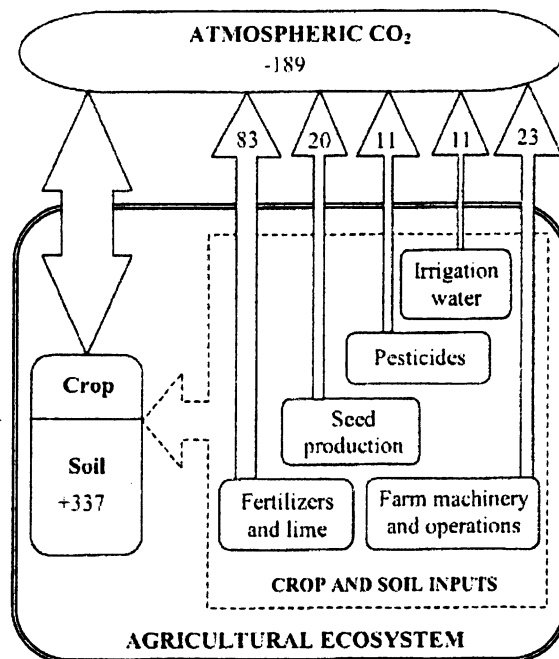 ATMOSPHERIC CO₂
-189
83
20
11
11
23
Irrigation
water
Pesticides
Crop
Seed
production
Soil
+337
Fertilizers
and lime
Farm machinery
and operations
CROP AND SOIL INPUTS
AGRICULTURAL ECOSYSTEM